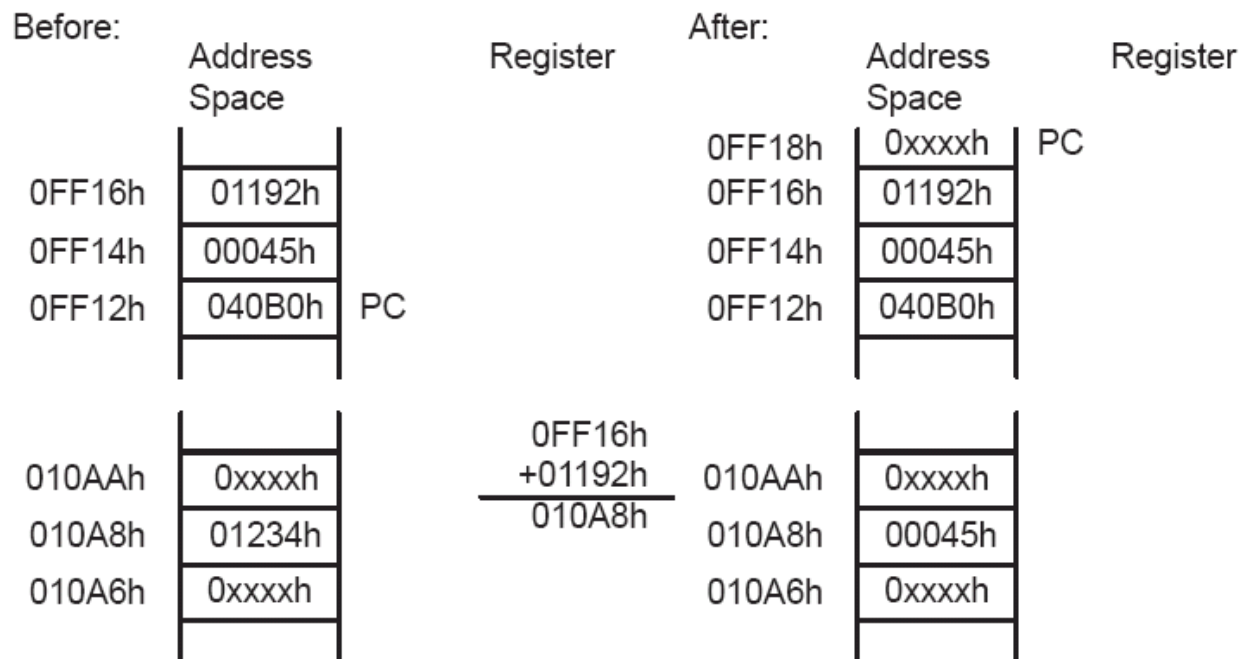 Before:
Address Space
Register
0FF16h 01192h
0FF14h 00045h
0FF12h 040B0h PC
010AAh 0xxxxh
010A8h 01234h
010A6h 0xxxxh
0FF16h
+01192h
010A8h
After:
Address Space
Register
0FF18h 0xxxxh PC
0FF16h 01192h
0FF14h 00045h
0FF12h 040B0h
010AAh 0xxxxh
010A8h 00045h
010A6h 0xxxxh